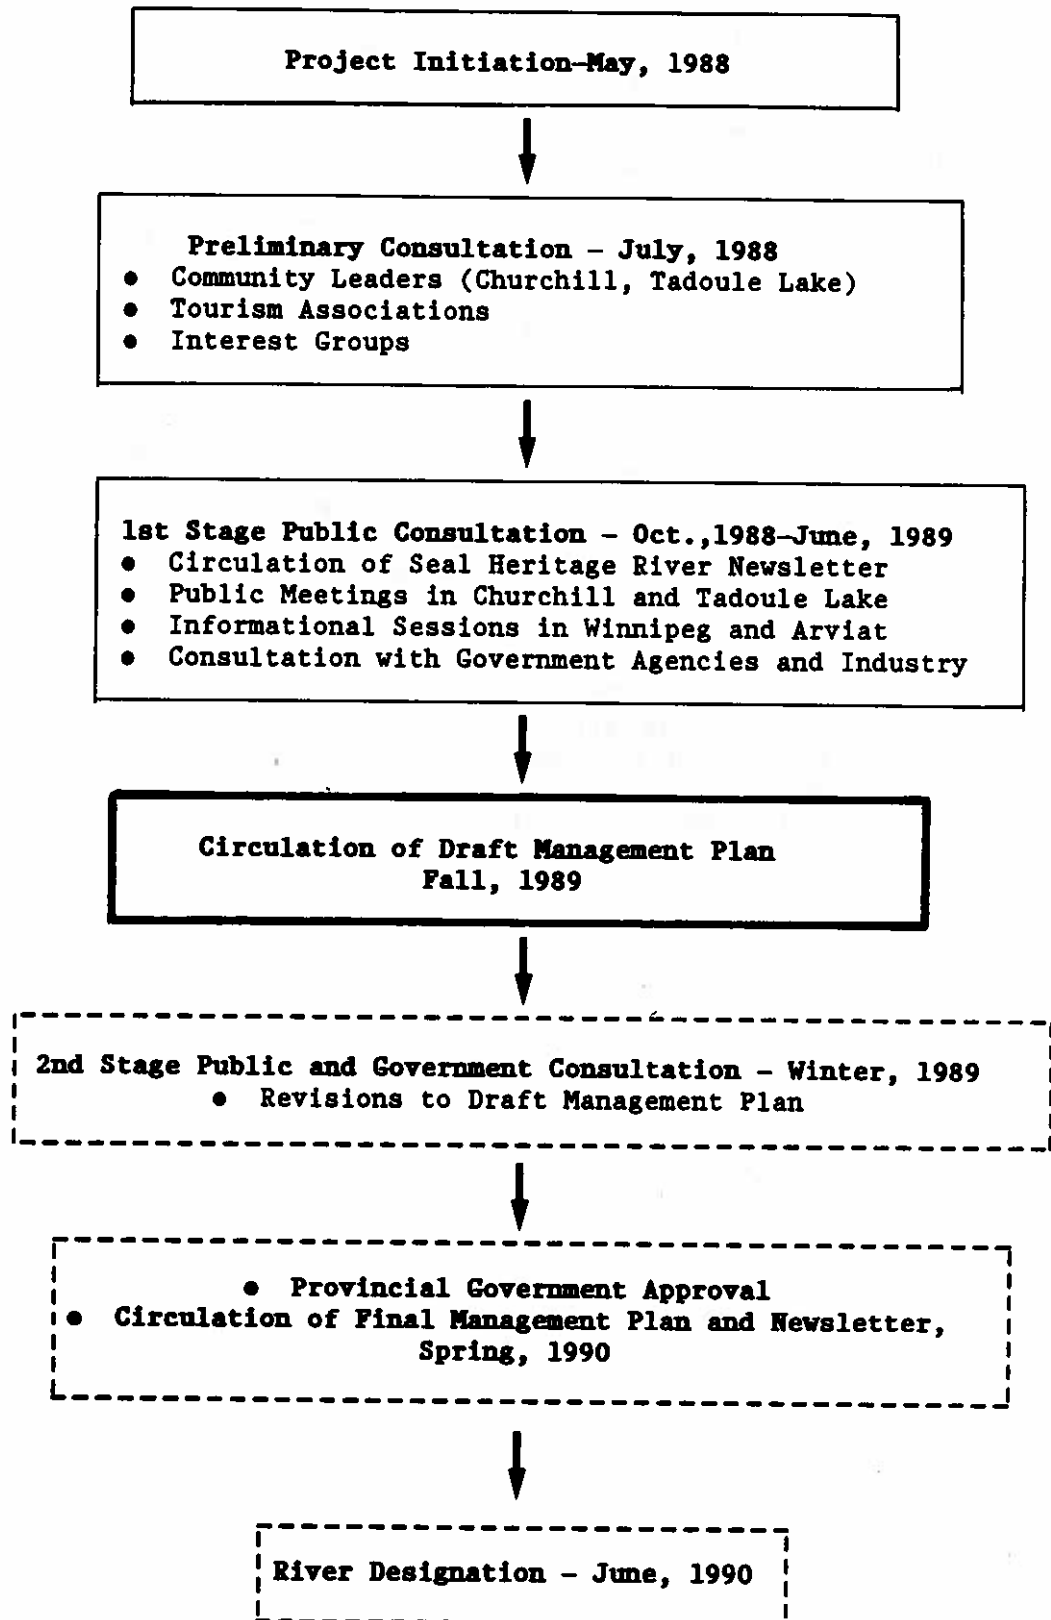 Project Initiation–May, 1988
Preliminary Consultation – July, 1988
● Community Leaders (Churchill, Tadoule Lake)
● Tourism Associations
● Interest Groups
1st Stage Public Consultation – Oct.,1988–June, 1989
● Circulation of Seal Heritage River Newsletter
● Public Meetings in Churchill and Tadoule Lake
● Informational Sessions in Winnipeg and Arviat
● Consultation with Government Agencies and Industry
Circulation of Draft Management Plan
Fall, 1989
2nd Stage Public and Government Consultation – Winter, 1989
● Revisions to Draft Management Plan
● Provincial Government Approval
● Circulation of Final Management Plan and Newsletter,
Spring, 1990
River Designation – June, 1990